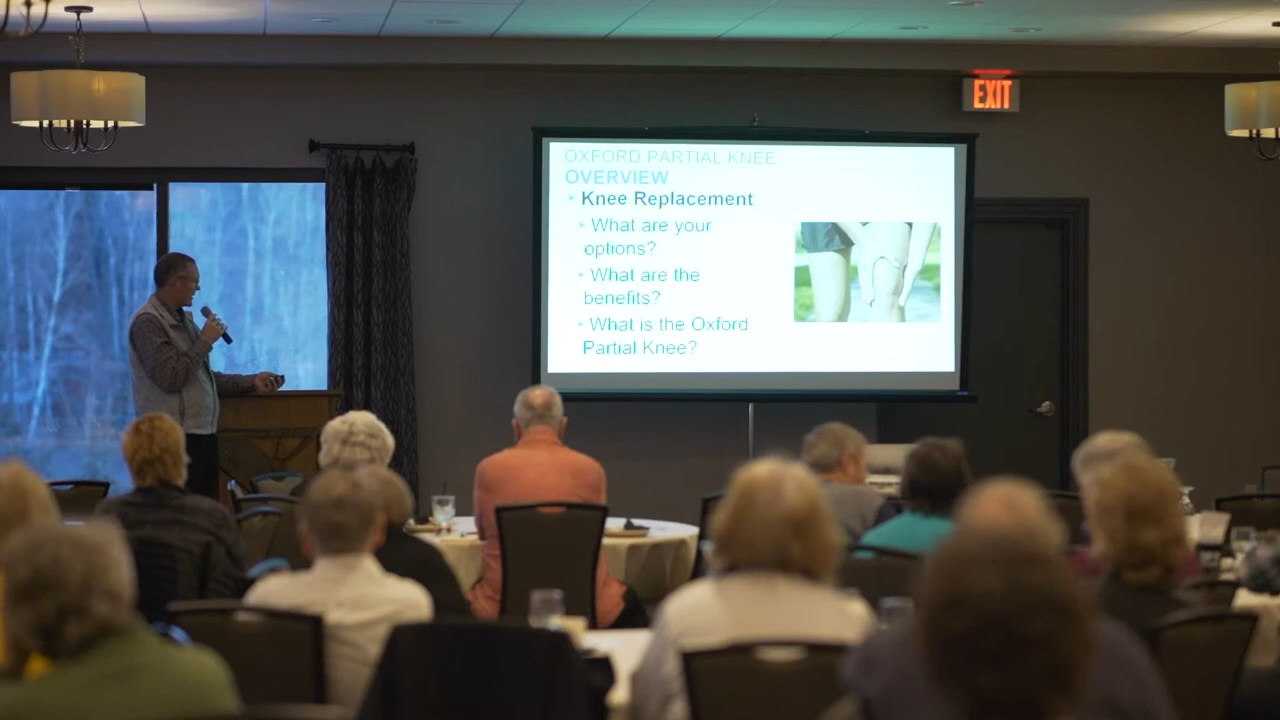 EXIT
OXFORD PARTIAL KNEE
OVERVIEW
Knee Replacement
What are your
options?
What are the
benefits?
What is the Oxford
Partial Knee?